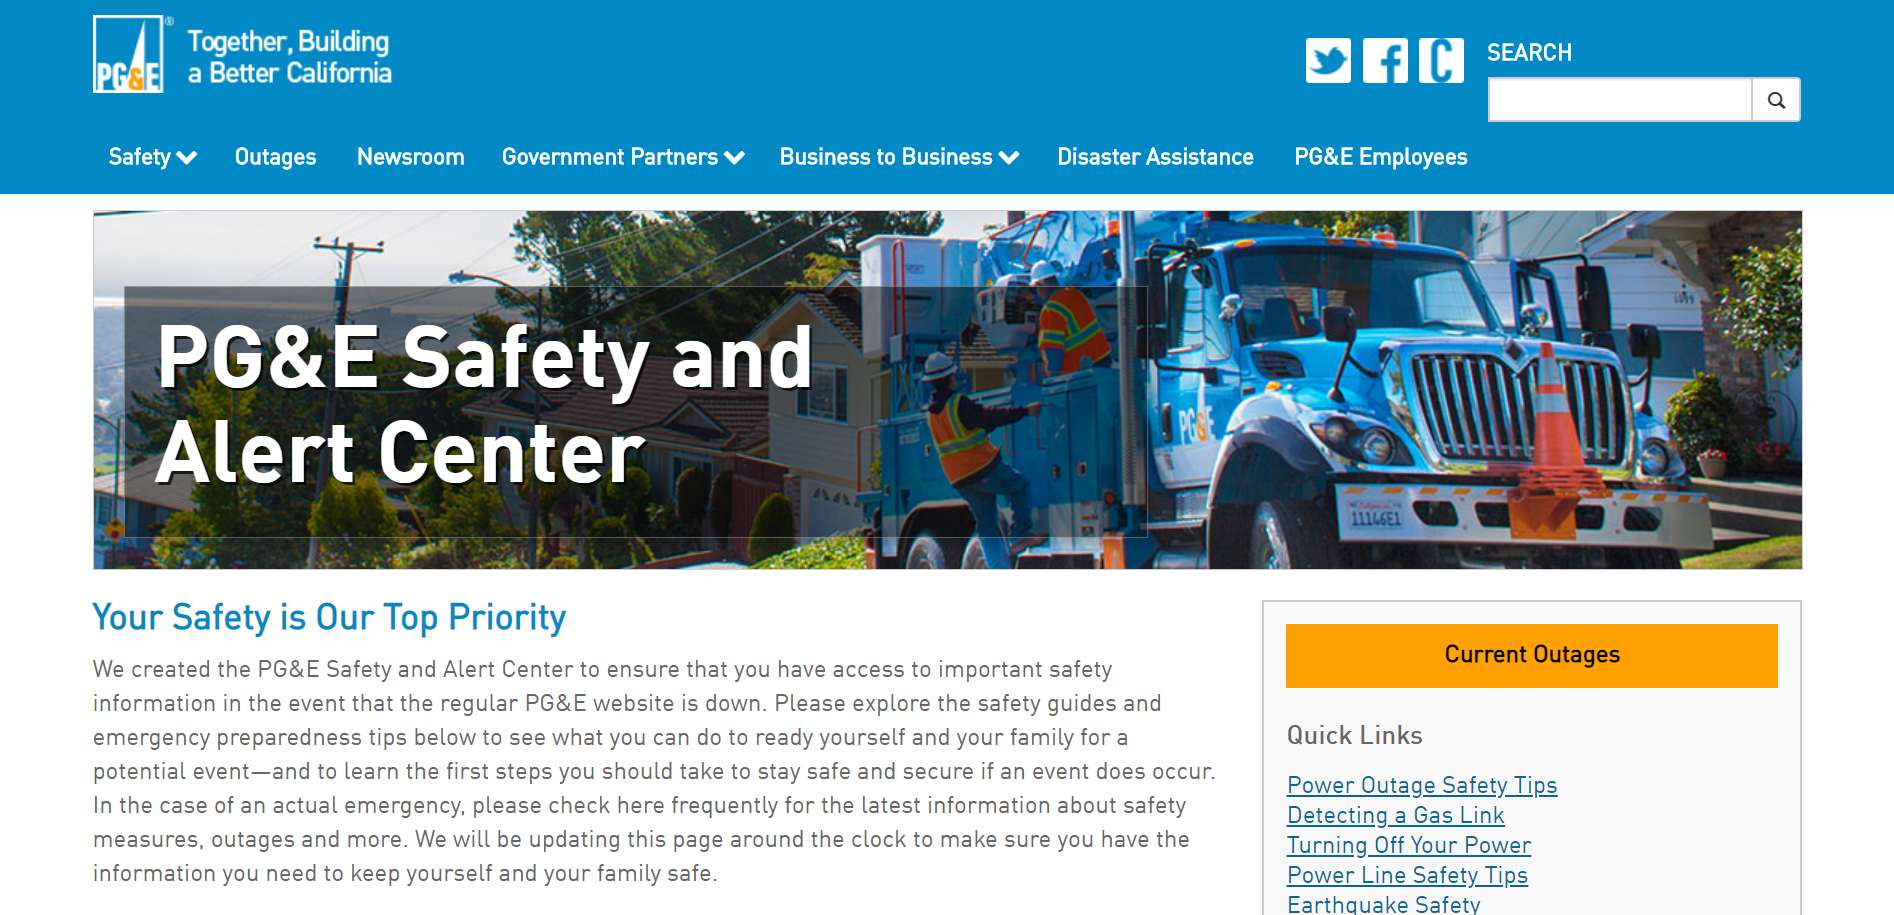 PG&E®
Together, Building
a Better California
SEARCH
Safety
Outages
Newsroom
Government Partners
Business to Business
Disaster Assistance
PG&E Employees
PG&E Safety and
Alert Center
PG&E
11146E1
Your Safety is Our Top Priority
We created the PG&E Safety and Alert Center to ensure that you have access to important safety
information in the event that the regular PG&E website is down. Please explore the safety guides and
emergency preparedness tips below to see what you can do to ready yourself and your family for a
potential event—and to learn the first steps you should take to stay safe and secure if an event does occur.
In the case of an actual emergency, please check here frequently for the latest information about safety
measures, outages and more. We will be updating this page around the clock to make sure you have the
information you need to keep yourself and your family safe.
Current Outages
Quick Links
Power Outage Safety Tips
Detecting a Gas Link
Turning Off Your Power
Power Line Safety Tips
Earthquake Safety